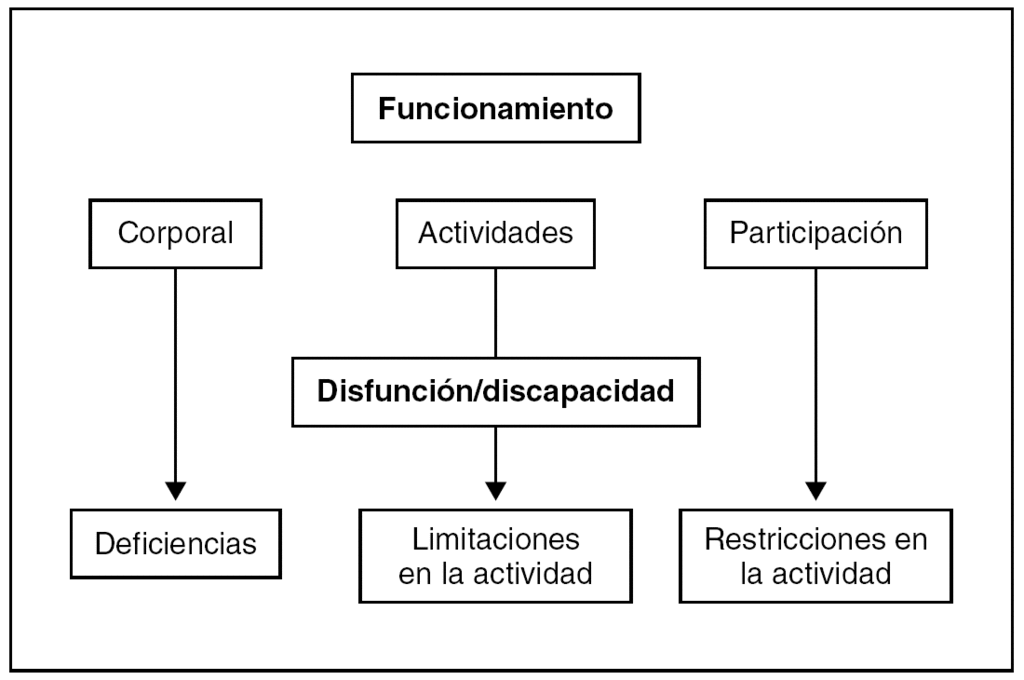 Funcionamiento
Corporal
Actividades
Participación
Disfunción/discapacidad
Deficiencias
Limitaciones
en la actividad
Restricciones en
la actividad